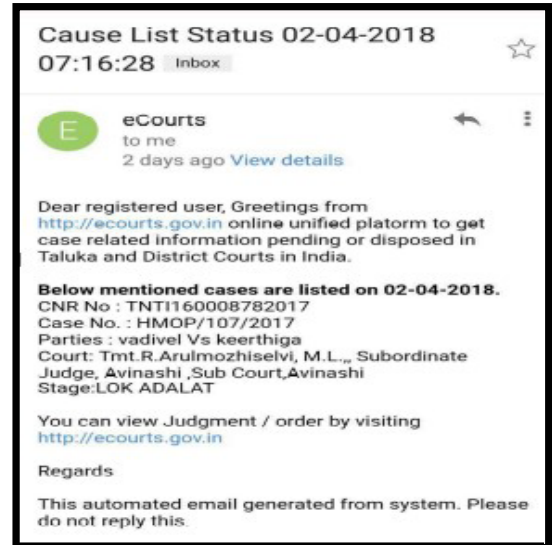 Cause List Status 02-04-2018
07:16:28 Inbox
E
eCourts
to me
2 days ago View details
Dear registered user, Greetings from
http://ecourts.gov.in online unified platorm to get
case related information pending or disposed in
Taluka and District Courts in India.
Below mentioned cases are listed on 02-04-2018.
CNR No : TNTI160008782017
Case No. : HMOP/107/2017
Parties : vadivel Vs keerthiga
Court: Tmt.R.Arulmozhiselvi, M.L.,, Subordinate
Judge, Avinashi ,Sub Court,Avinashi
Stage:LOK ADALAT
You can view Judgment / order by visiting
http://ecourts.gov.in
Regards
This automated email generated from system. Please
do not reply this.